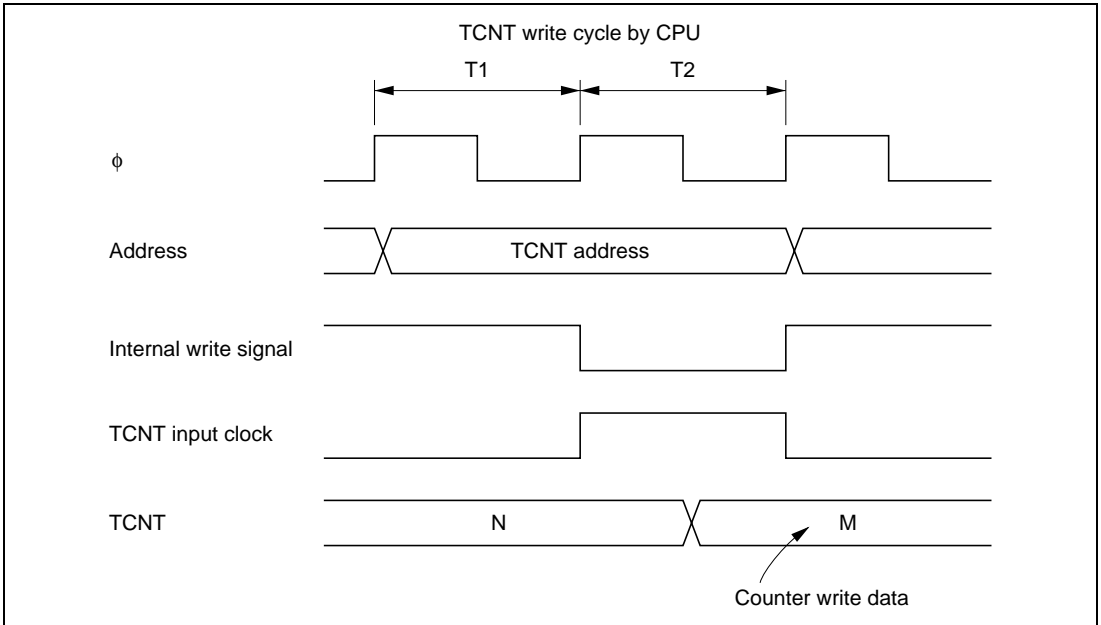 TCNT write cycle by CPU
T1 T2
φ
Address TCNT address
Internal write signal
TCNT input clock
TCNT N M
Counter write data